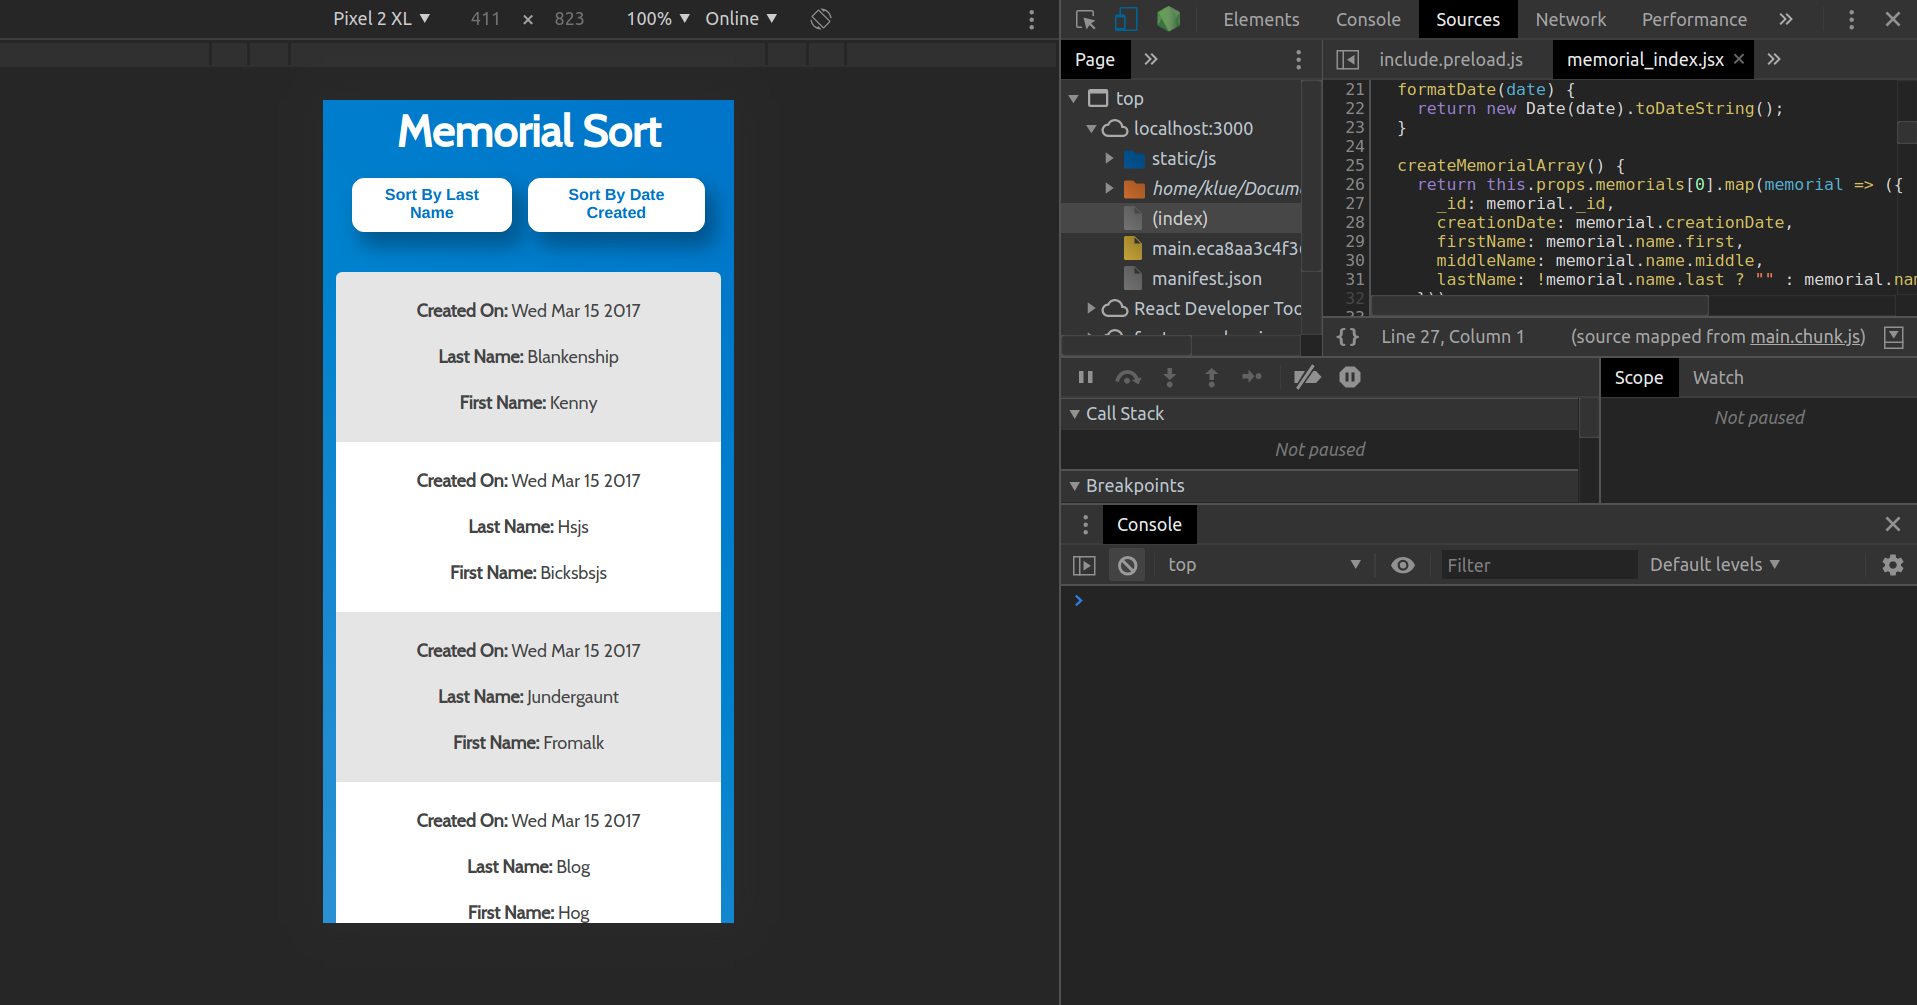 Pixel 2 XL ▼ 411 × 823 100% ▼ Online ▼
Memorial Sort
Sort By Last
Name
Sort By Date
Created
Created On: Wed Mar 15 2017
Last Name: Blankenship
First Name: Kenny
Created On: Wed Mar 15 2017
Last Name: Hsjs
First Name: Bicksbsjs
Created On: Wed Mar 15 2017
Last Name: Jundergaunt
First Name: Fromalk
Created On: Wed Mar 15 2017
Last Name: Blog
First Name: Hog
Elements Console Sources Network Performance »
Page »
top
localhost:3000
static/js
home/klue/Docum
(index)
main.eca8aa3c4f3
manifest.json
React Developer Too
include.preload.js memorial_index.jsx × »
21 formatDate(date) {
22 return new Date(date).toDateString();
23 }
24
25 createMemorialArray() {
26 return this.props.memorials[0].map(memorial => ({
27 _id: memorial._id,
28 creationDate: memorial.creationDate,
29 firstName: memorial.name.first,
30 middleName: memorial.name.middle,
31 lastName: !memorial.name.last ? "" : memorial.nam
32 }))
{} Line 27, Column 1 (source mapped from main.chunk.js)
Call Stack
Not paused
Breakpoints
Scope Watch
Not paused
Console
top ▼ Filter Default levels ▼